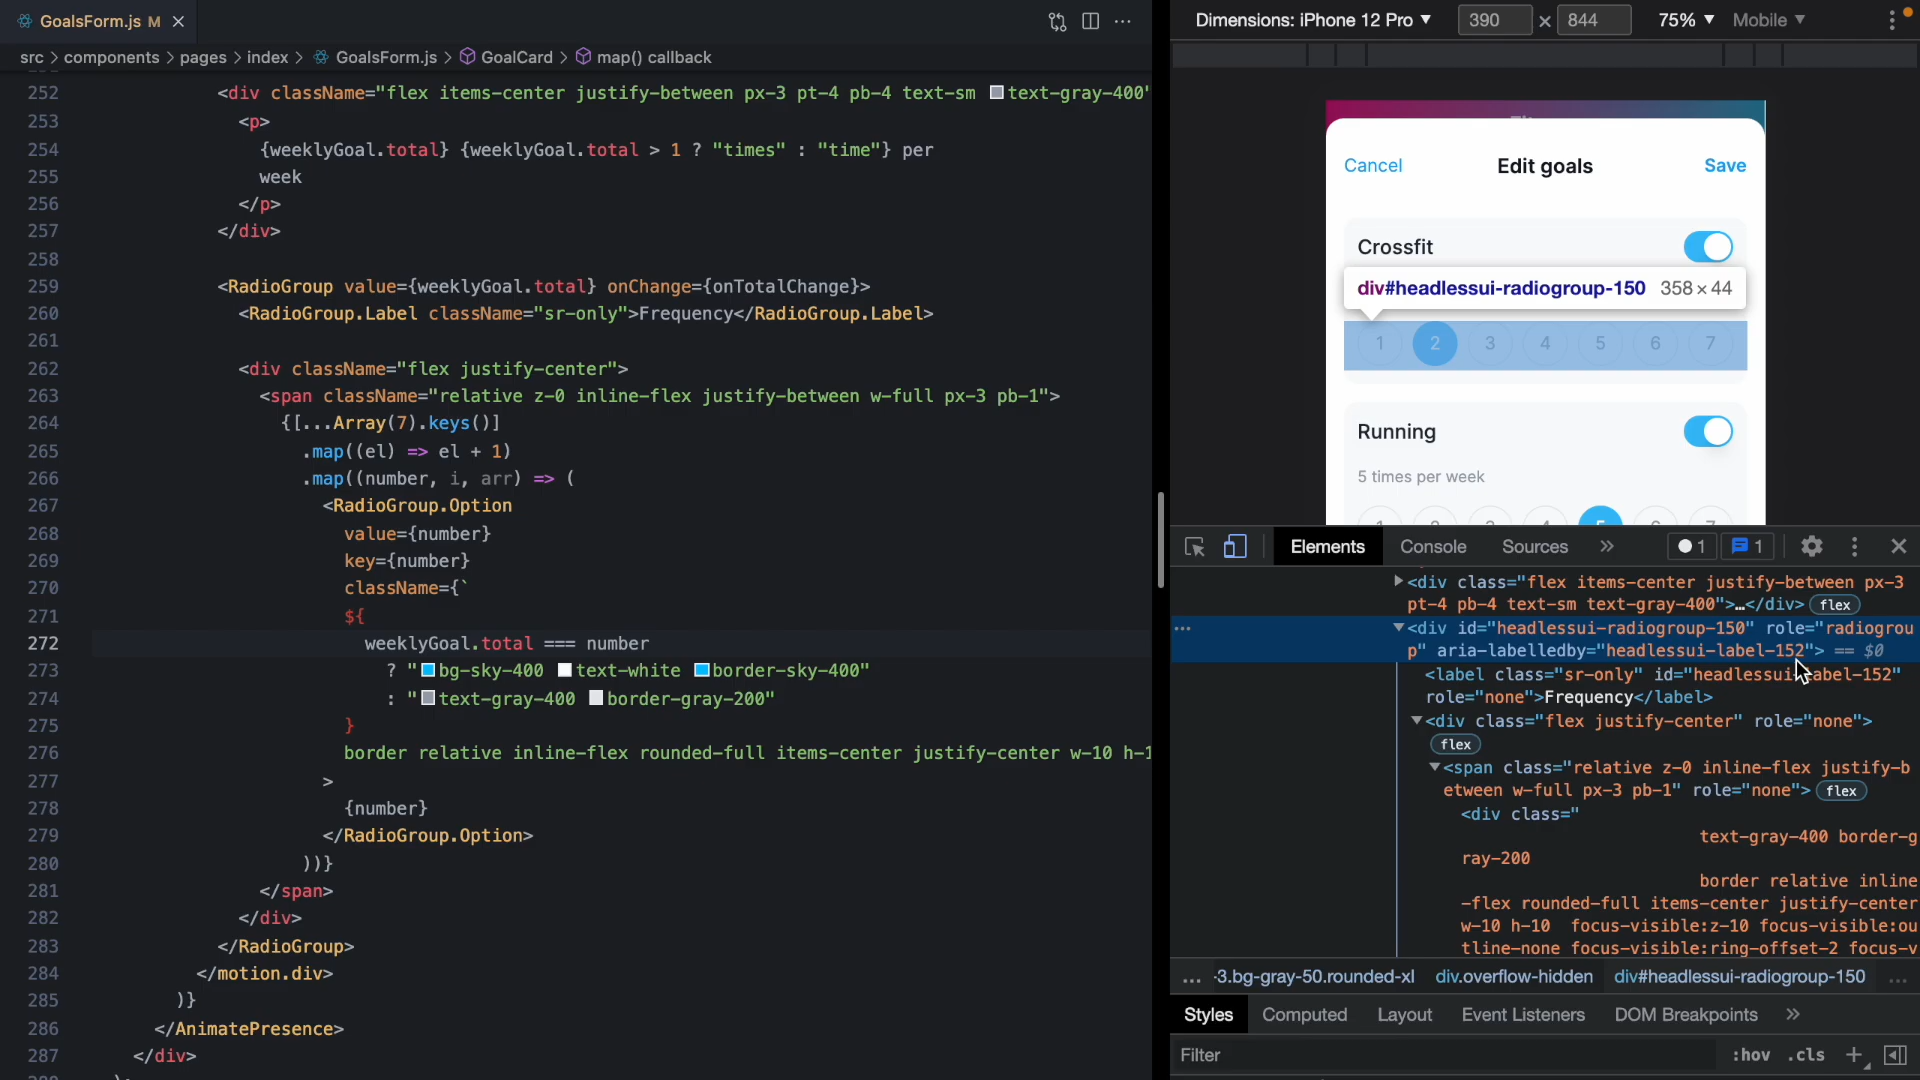 GoalsForm.js M
src > components > pages > index > GoalsForm.js > GoalCard > map() callback
252 <div className="flex items-center justify-between px-3 pt-4 pb-4 text-sm text-gray-400"
253 <p>
254 {weeklyGoal.total} {weeklyGoal.total > 1 ? "times" : "time"} per
255 week
256 </p>
257 </div>
258
259 <RadioGroup value={weeklyGoal.total} onChange={onTotalChange}>
260 <RadioGroup.Label className="sr-only">Frequency</RadioGroup.Label>
261
262 <div className="flex justify-center">
263 <span className="relative z-0 inline-flex justify-between w-full px-3 pb-1">
264 {[...Array(7).keys()]
265 .map((el) => el + 1)
266 .map((number, i, arr) => (
267 <RadioGroup.Option
268 value={number}
269 key={number}
270 className={`
271 ${
272 weeklyGoal.total === number
273 ? "bg-sky-400 text-white border-sky-400"
274 : "text-gray-400 border-gray-200"
275 }
276 border relative inline-flex rounded-full items-center justify-center w-10 h-1
277 >
278 {number}
279 </RadioGroup.Option>
280 ))}
281 </span>
282 </div>
283 </RadioGroup>
284 </motion.div>
285 )}
286 </AnimatePresence>
287 </div>
Dimensions: iPhone 12 Pro 390 × 844 75% Mobile
Cancel Edit goals Save
Crossfit
div#headlessui-radiogroup-150 358 × 44
1 2 3 4 5 6 7
Running
5 times per week
1 2 3 4 5 6 7
Elements Console Sources » 1 1
<div class="flex items-center justify-between px-3
pt-4 pb-4 text-sm text-gray-400">…</div> flex
<div id="headlessui-radiogroup-150" role="radiogrou
p" aria-labelledby="headlessui-label-152"> == $0
<label class="sr-only" id="headlessui-label-152"
role="none">Frequency</label>
<div class="flex justify-center" role="none">
flex
<span class="relative z-0 inline-flex justify-b
etween w-full px-3 pb-1" role="none"> flex
<div class="
text-gray-400 border-g
ray-200
border relative inline
-flex rounded-full items-center justify-center
w-10 h-10 focus-visible:z-10 focus-visible:ou
tline-none focus-visible:ring-offset-2 focus-v
... -3.bg-gray-50.rounded-xl div.overflow-hidden div#headlessui-radiogroup-150 ...
Styles Computed Layout Event Listeners DOM Breakpoints »
Filter :hov .cls +